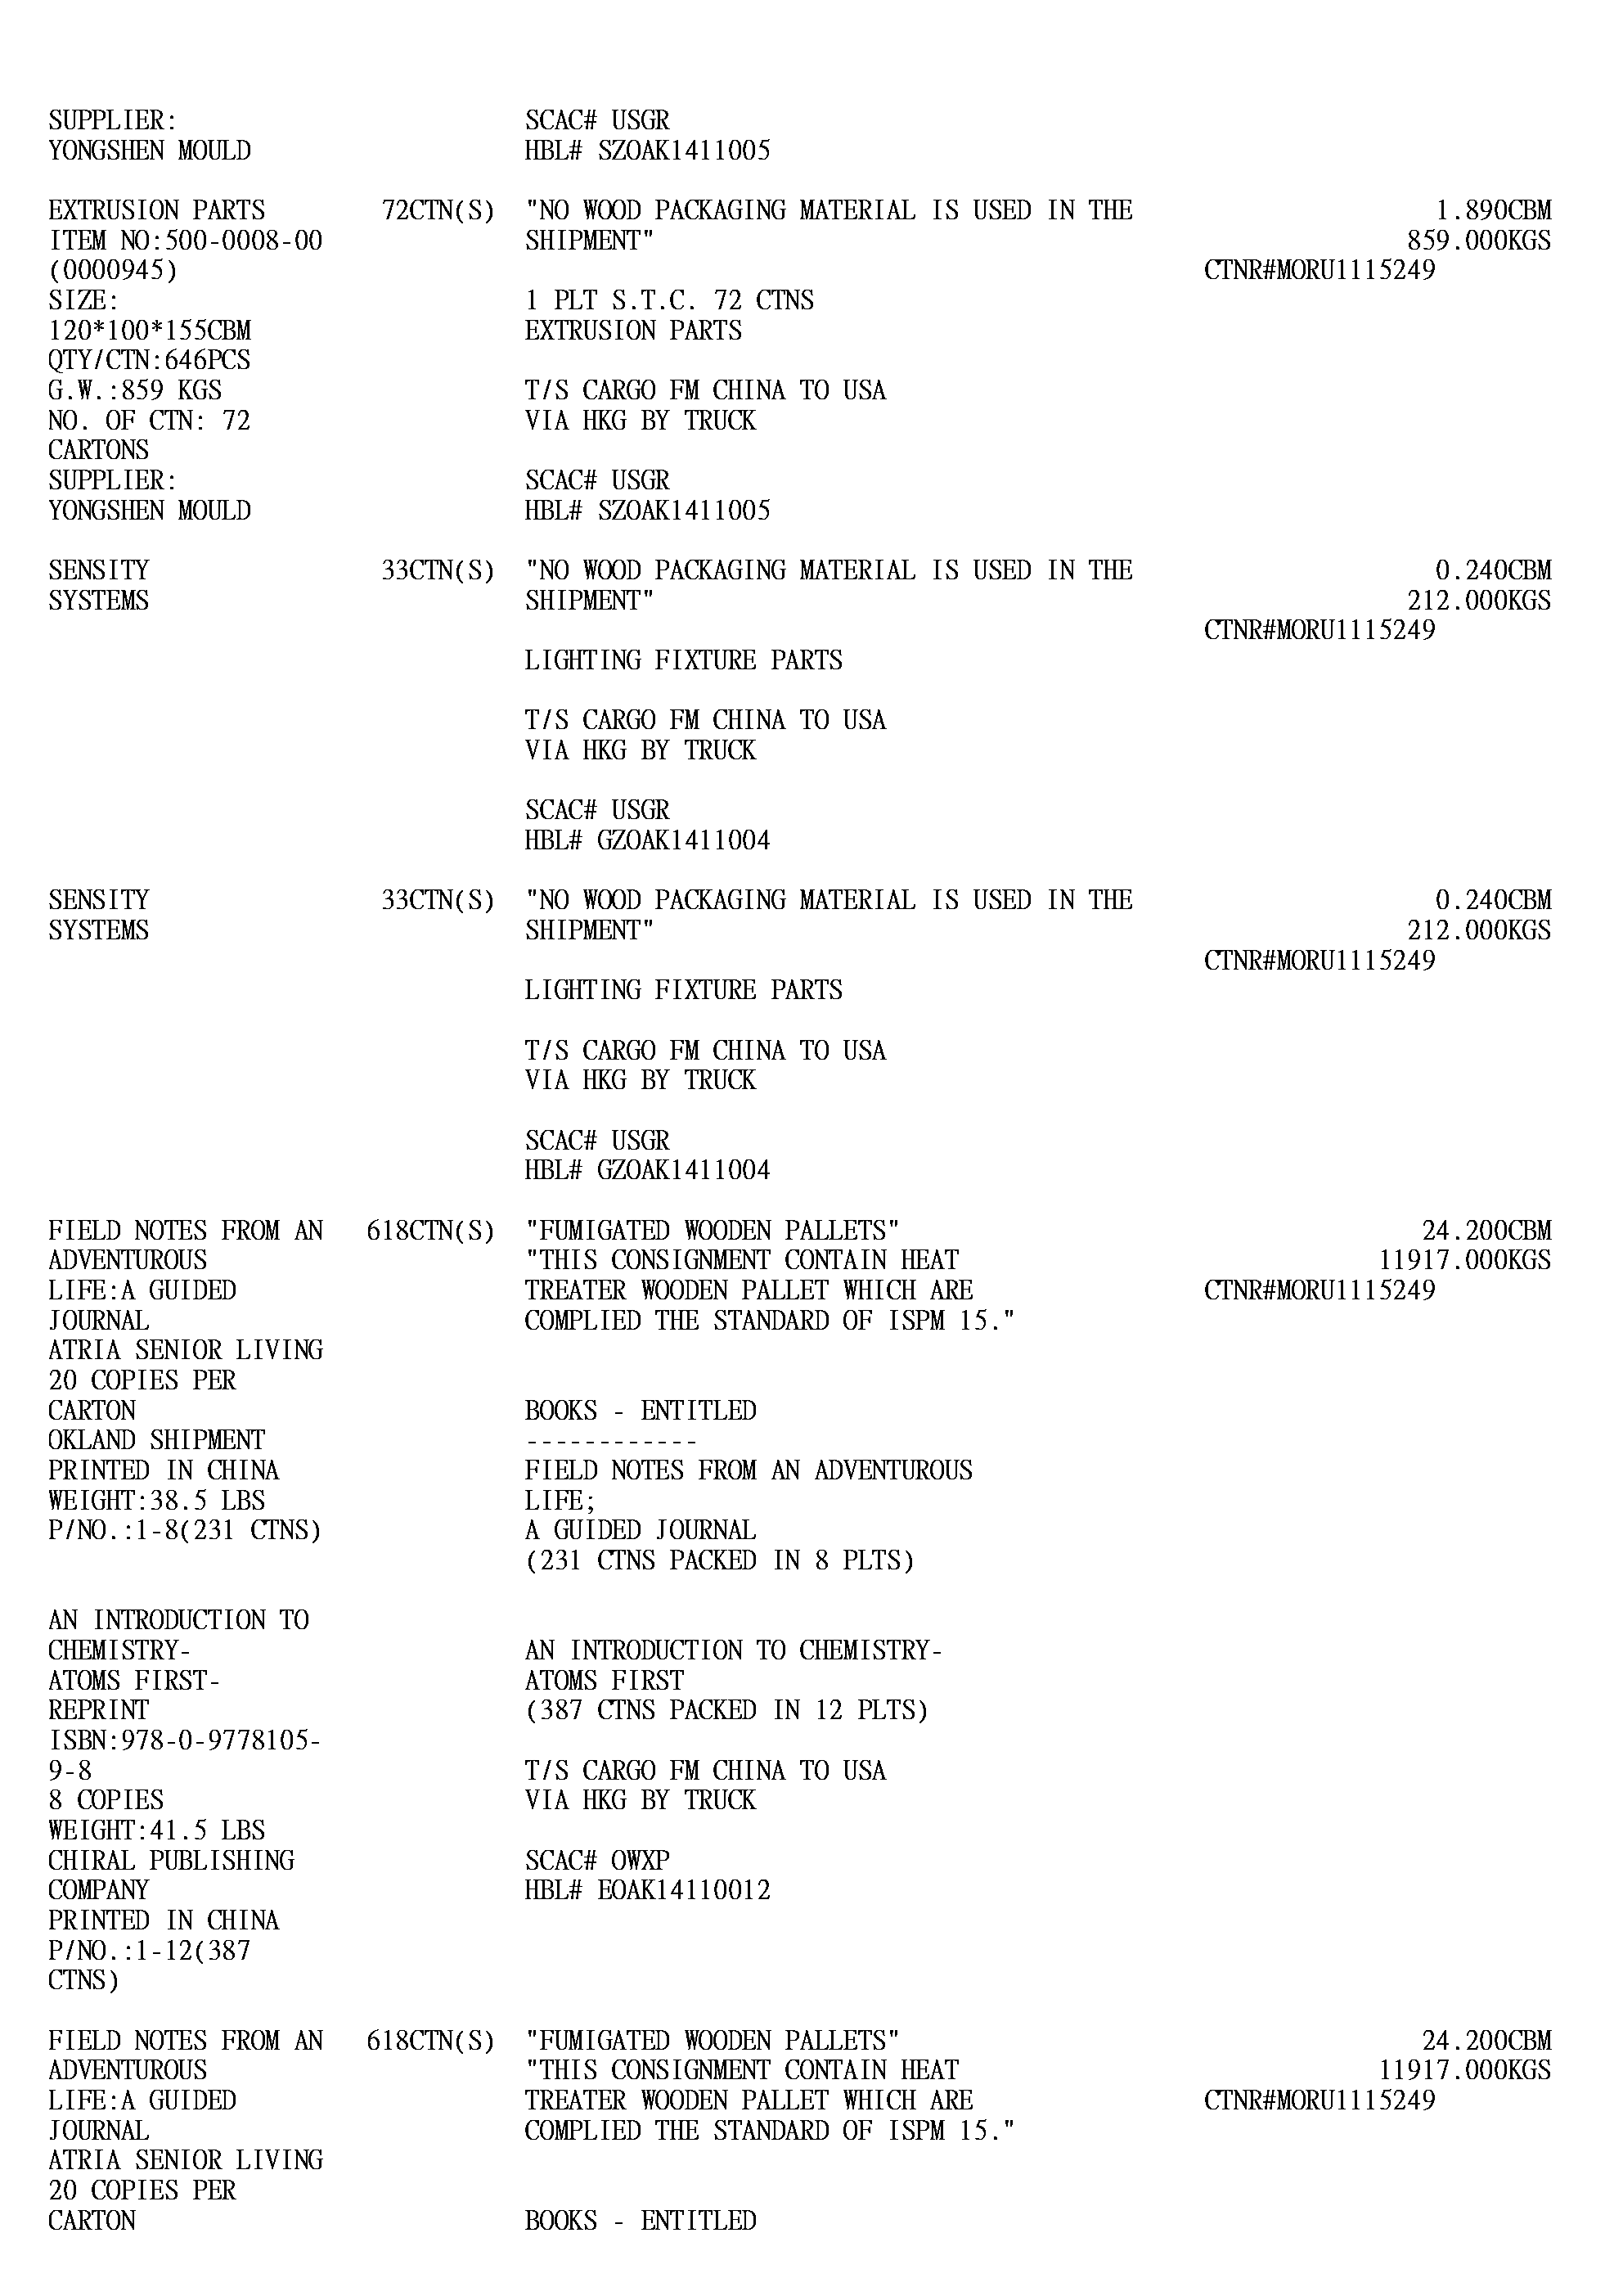 SUPPLIER: SCAC# USGR
YONGSHEN MOULD HBL# SZOAK1411005
EXTRUSION PARTS 72CTN(S) "NO WOOD PACKAGING MATERIAL IS USED IN THE 1.890CBM
ITEM NO:500-0008-00 SHIPMENT" 859.000KGS
(0000945) CTNR#MORU1115249
SIZE: 1 PLT S.T.C. 72 CTNS
120*100*155CBM EXTRUSION PARTS
QTY/CTN:646PCS
G.W.:859 KGS T/S CARGO FM CHINA TO USA
NO. OF CTN: 72 VIA HKG BY TRUCK
CARTONS
SUPPLIER: SCAC# USGR
YONGSHEN MOULD HBL# SZOAK1411005
SENSITY 33CTN(S) "NO WOOD PACKAGING MATERIAL IS USED IN THE 0.240CBM
SYSTEMS SHIPMENT" 212.000KGS
CTNR#MORU1115249
LIGHTING FIXTURE PARTS
T/S CARGO FM CHINA TO USA
VIA HKG BY TRUCK
SCAC# USGR
HBL# GZOAK1411004
SENSITY 33CTN(S) "NO WOOD PACKAGING MATERIAL IS USED IN THE 0.240CBM
SYSTEMS SHIPMENT" 212.000KGS
CTNR#MORU1115249
LIGHTING FIXTURE PARTS
T/S CARGO FM CHINA TO USA
VIA HKG BY TRUCK
SCAC# USGR
HBL# GZOAK1411004
FIELD NOTES FROM AN 618CTN(S) "FUMIGATED WOODEN PALLETS" 24.200CBM
ADVENTUROUS "THIS CONSIGNMENT CONTAIN HEAT 11917.000KGS
LIFE:A GUIDED TREATER WOODEN PALLET WHICH ARE CTNR#MORU1115249
JOURNAL COMPLIED THE STANDARD OF ISPM 15."
ATRIA SENIOR LIVING
20 COPIES PER
CARTON BOOKS - ENTITLED
OKLAND SHIPMENT ------------
PRINTED IN CHINA FIELD NOTES FROM AN ADVENTUROUS
WEIGHT:38.5 LBS LIFE;
P/NO.:1-8(231 CTNS) A GUIDED JOURNAL
(231 CTNS PACKED IN 8 PLTS)
AN INTRODUCTION TO
CHEMISTRY- AN INTRODUCTION TO CHEMISTRY-
ATOMS FIRST- ATOMS FIRST
REPRINT (387 CTNS PACKED IN 12 PLTS)
ISBN:978-0-9778105-
9-8 T/S CARGO FM CHINA TO USA
8 COPIES VIA HKG BY TRUCK
WEIGHT:41.5 LBS
CHIRAL PUBLISHING SCAC# OWXP
COMPANY HBL# EOAK14110012
PRINTED IN CHINA
P/NO.:1-12(387
CTNS)
FIELD NOTES FROM AN 618CTN(S) "FUMIGATED WOODEN PALLETS" 24.200CBM
ADVENTUROUS "THIS CONSIGNMENT CONTAIN HEAT 11917.000KGS
LIFE:A GUIDED TREATER WOODEN PALLET WHICH ARE CTNR#MORU1115249
JOURNAL COMPLIED THE STANDARD OF ISPM 15."
ATRIA SENIOR LIVING
20 COPIES PER
CARTON BOOKS - ENTITLED